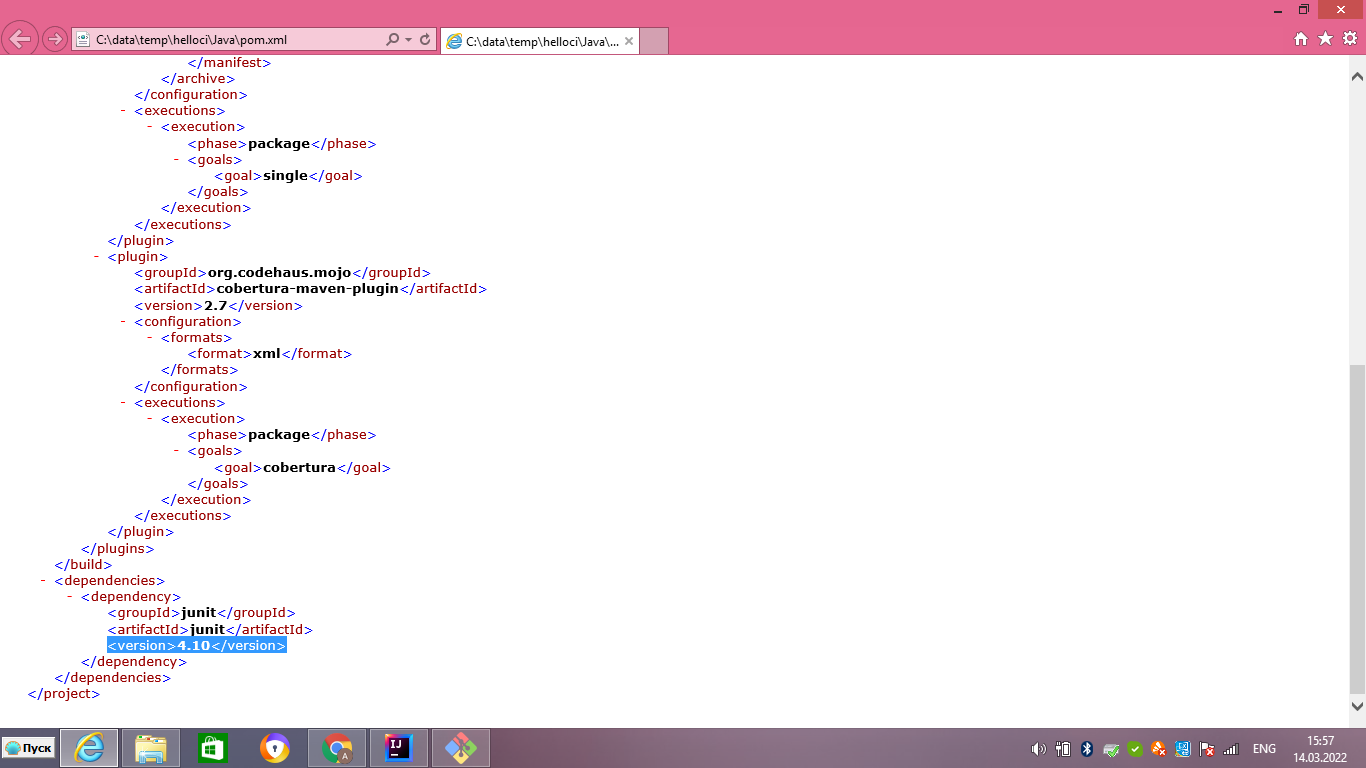 C:\data\temp\helloci\Java\pom.xml
C:\data\temp\helloci\Java\...
</manifest>
</archive>
</configuration>
- <executions>
- <execution>
<phase>package</phase>
- <goals>
<goal>single</goal>
</goals>
</execution>
</executions>
</plugin>
- <plugin>
<groupId>org.codehaus.mojo</groupId>
<artifactId>cobertura-maven-plugin</artifactId>
<version>2.7</version>
- <configuration>
- <formats>
<format>xml</format>
</formats>
</configuration>
- <executions>
- <execution>
<phase>package</phase>
- <goals>
<goal>cobertura</goal>
</goals>
</execution>
</executions>
</plugin>
</plugins>
</build>
- <dependencies>
- <dependency>
<groupId>junit</groupId>
<artifactId>junit</artifactId>
<version>4.10</version>
</dependency>
</dependencies>
</project>
Пуск
A
IJ
ENG
15:57
14.03.2022